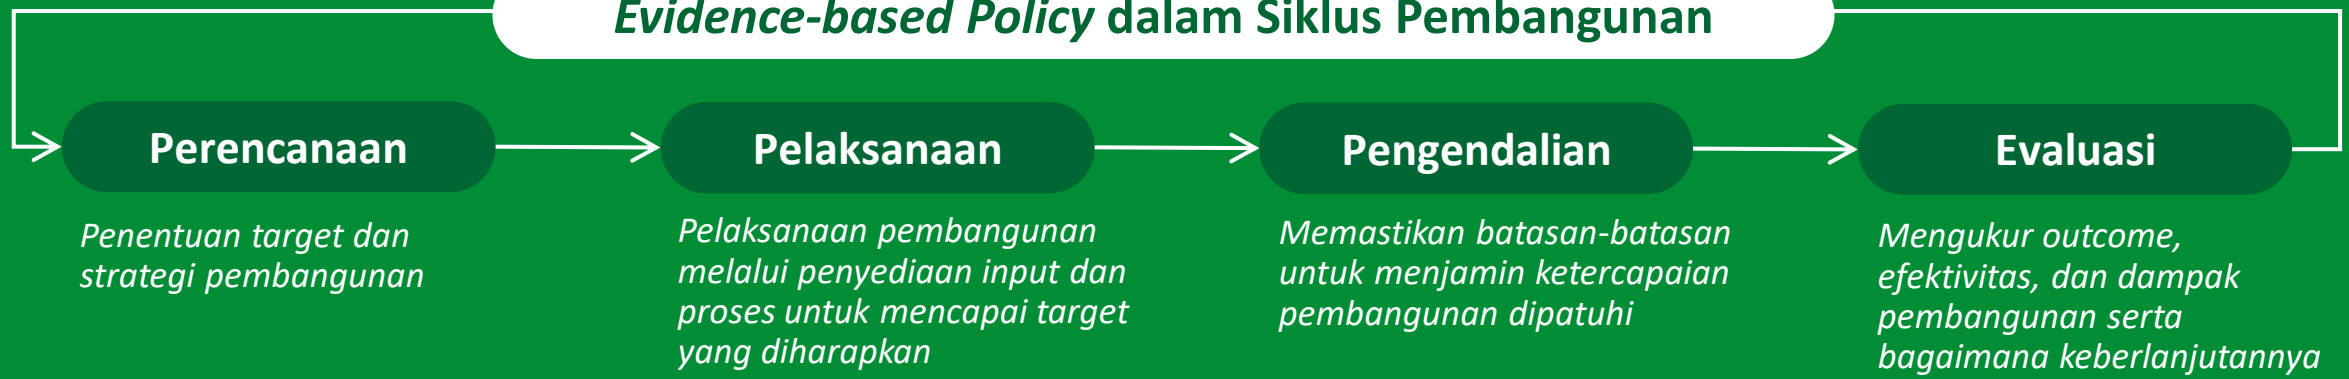 Evidence-based Policy dalam Siklus Pembangunan
Perencanaan
Penentuan target dan
strategi pembangunan
Pelaksanaan
Pelaksanaan pembangunan
melalui penyediaan input dan
proses untuk mencapai target
yang diharapkan
Pengendalian
Memastikan batasan-batasan
untuk menjamin ketercapaian
pembangunan dipatuhi
Evaluasi
Mengukur outcome,
efektivitas, dan dampak
pembangunan serta
bagaimana keberlanjutannya